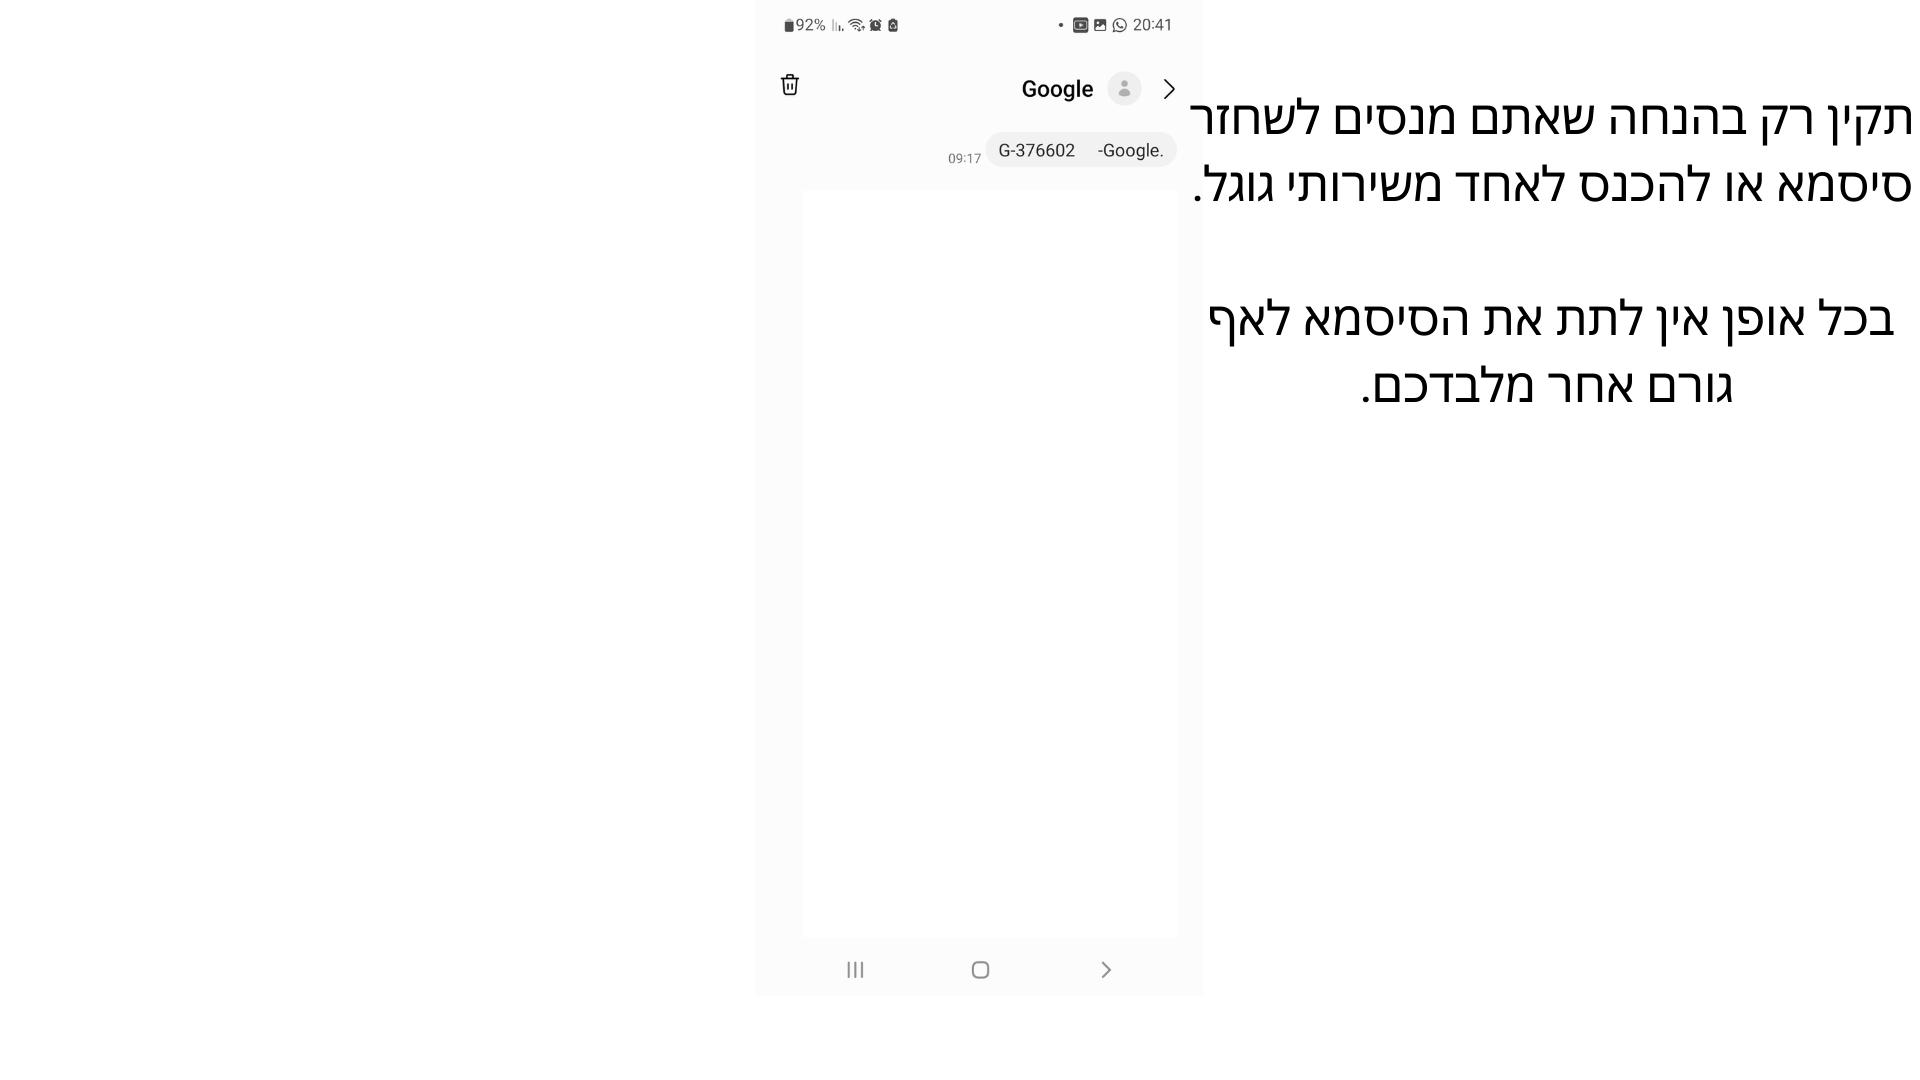 92%
20:41
Google
G-376602 -Google.
09:17
תקין רק בהנחה שאתם מנסים לשחזר
סיסמא או להכנס לאחד משירותי גוגל.
בכל אופן אין לתת את הסיסמא לאף
גורם אחר מלבדכם.